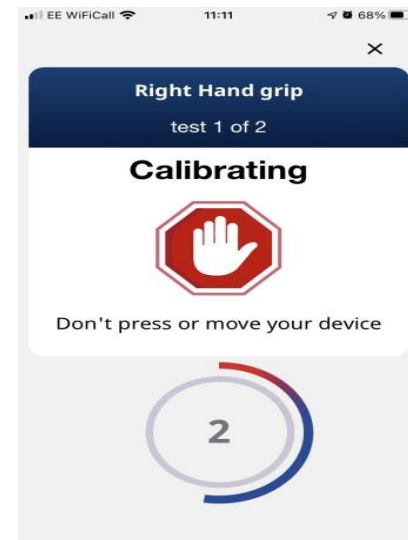 EE WiFiCall 11:11 68%
Right Hand grip
test 1 of 2
Calibrating
Don't press or move your device
2